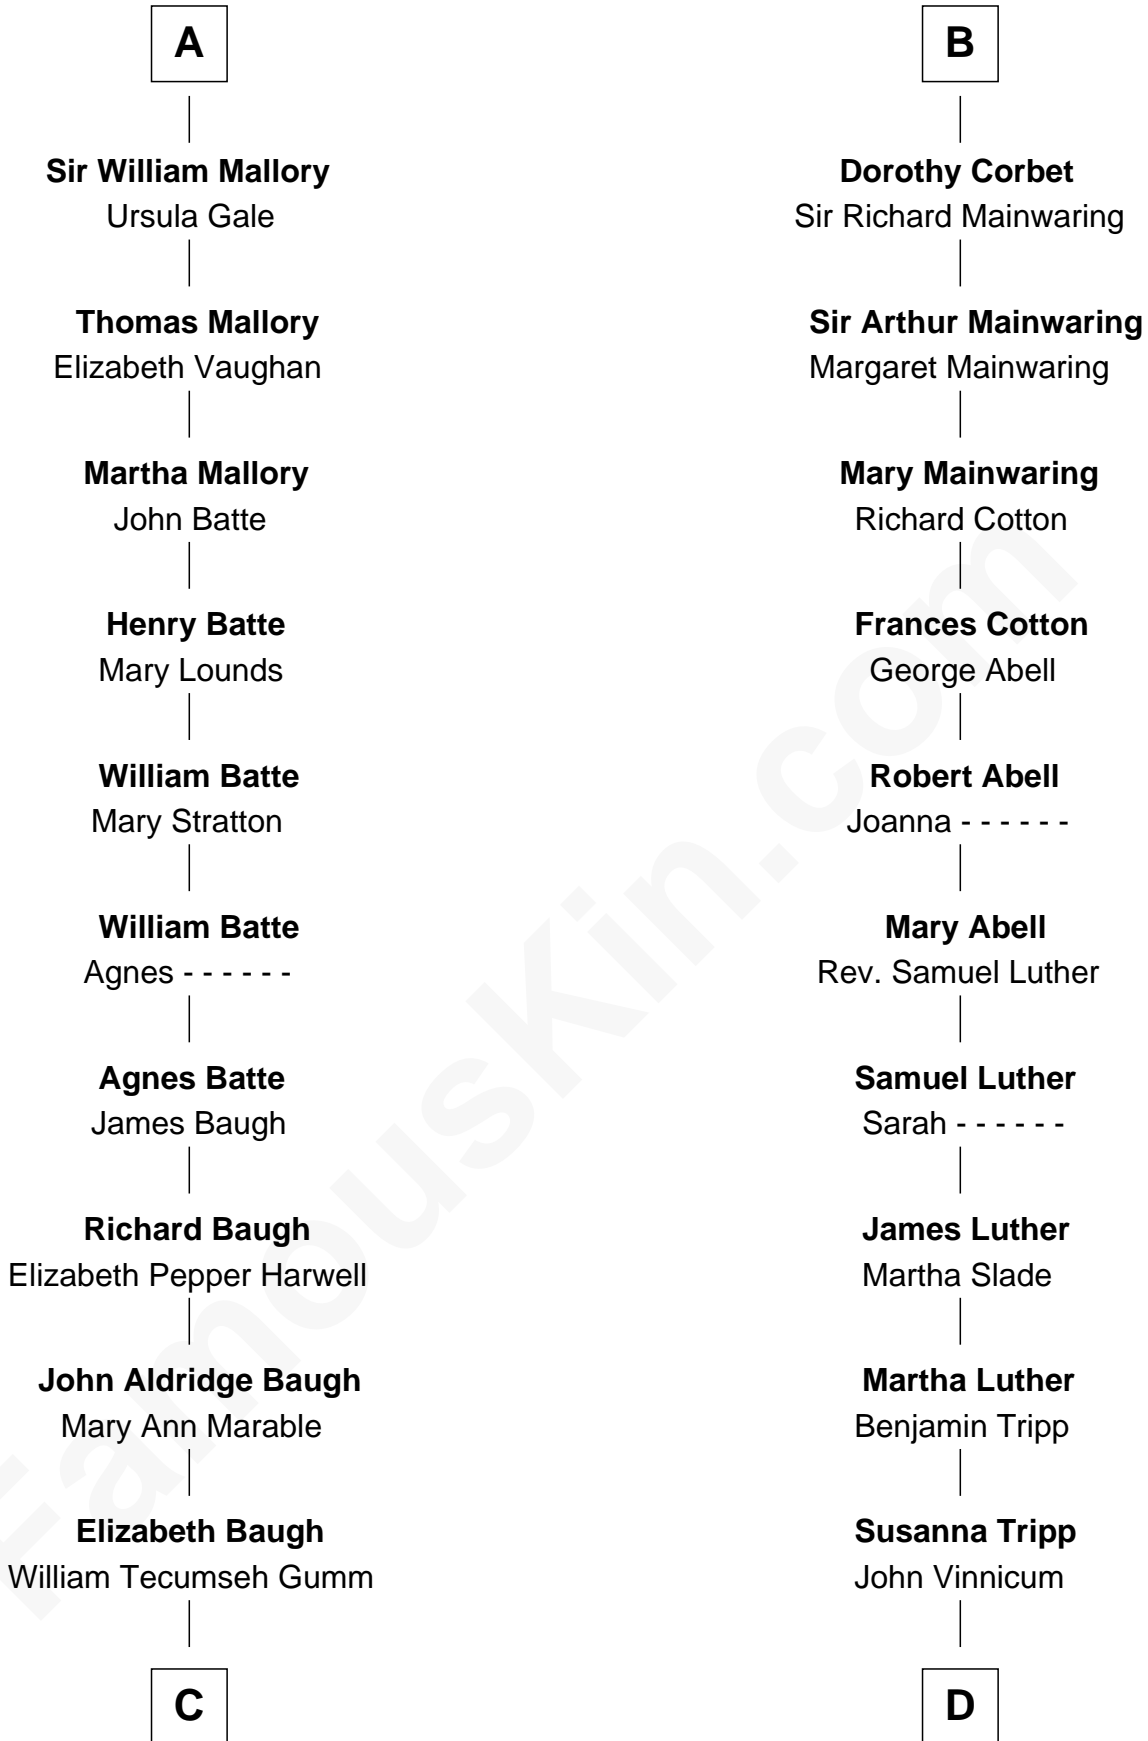 A
Sir William Mallory
Ursula Gale
Thomas Mallory
Elizabeth Vaughan
Martha Mallory
John Batte
Henry Batte
Mary Lounds
William Batte
Mary Stratton
William Batte
Agnes - - - - - -
Agnes Batte
James Baugh
Richard Baugh
Elizabeth Pepper Harwell
John Aldridge Baugh
Mary Ann Marable
Elizabeth Baugh
William Tecumseh Gumm
C
B
Dorothy Corbet
Sir Richard Mainwaring
Sir Arthur Mainwaring
Margaret Mainwaring
Mary Mainwaring
Richard Cotton
Frances Cotton
George Abell
Robert Abell
Joanna - - - - - -
Mary Abell
Rev. Samuel Luther
Samuel Luther
Sarah - - - - - -
James Luther
Martha Slade
Martha Luther
Benjamin Tripp
Susanna Tripp
John Vinnicum
D
FamousKin.com